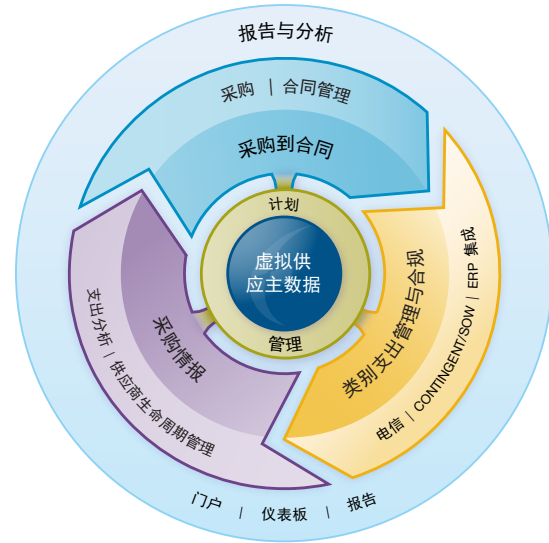 报告与分析
采购 | 合同管理
采购到合同
计划
虚拟供
应主数据
管理
类别支出管理与合规
电信 | CONTINGENT/SOW | ERP 集成
采购情报
支出分析 | 供应商生命周期管理
门户 | 仪表板 | 报告